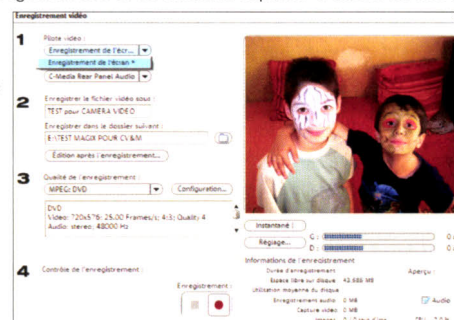 Enregistrement vidéo
1
Pilote vidéo :
Enregistrement de l'écr...
Enregistrement de l'écran *
C-Media Rear Panel Audio
2
Enregistrer le fichier vidéo sous :
TEST pour CAMERA VIDEO
Enregistrer dans le dossier suivant :
E:\TEST MAGIX POUR CV&M
Édition après l'enregistrement...
3
Qualité de l'enregistrement :
MPEG: DVD
Configuration...
DVD
Video: 720x576; 25,00 Frames/s; 4:3; Quality 4
Audio: stereo; 48000 Hz
4
Contrôle de l'enregistrement :
Enregistrement :
Instantané :
Réglage...
G :
D :
Informations de l'enregistrement
Durée d'enregistrement
Aperçu :
Espace libre sur disque
42.686 MB
Utilisation moyenne du disque
Enregistrement audio
0 MB
Audio
Capture vidéo
0 MB